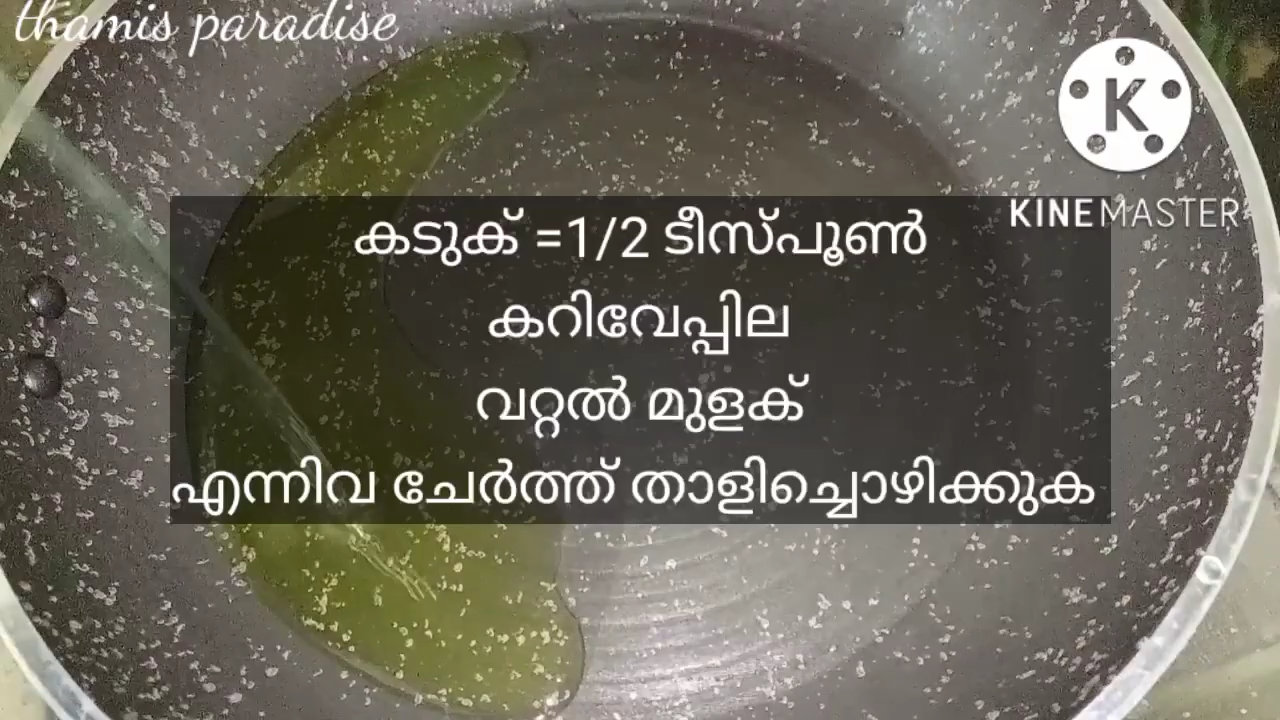 thamis paradise
K
KINEMASTER
കടുക് =1/2 ടീസ്പൂൺ
കറിവേപ്പില
വറ്റൽ മുളക്
എന്നിവ ചേർത്ത് താളിച്ചൊഴിക്കുക